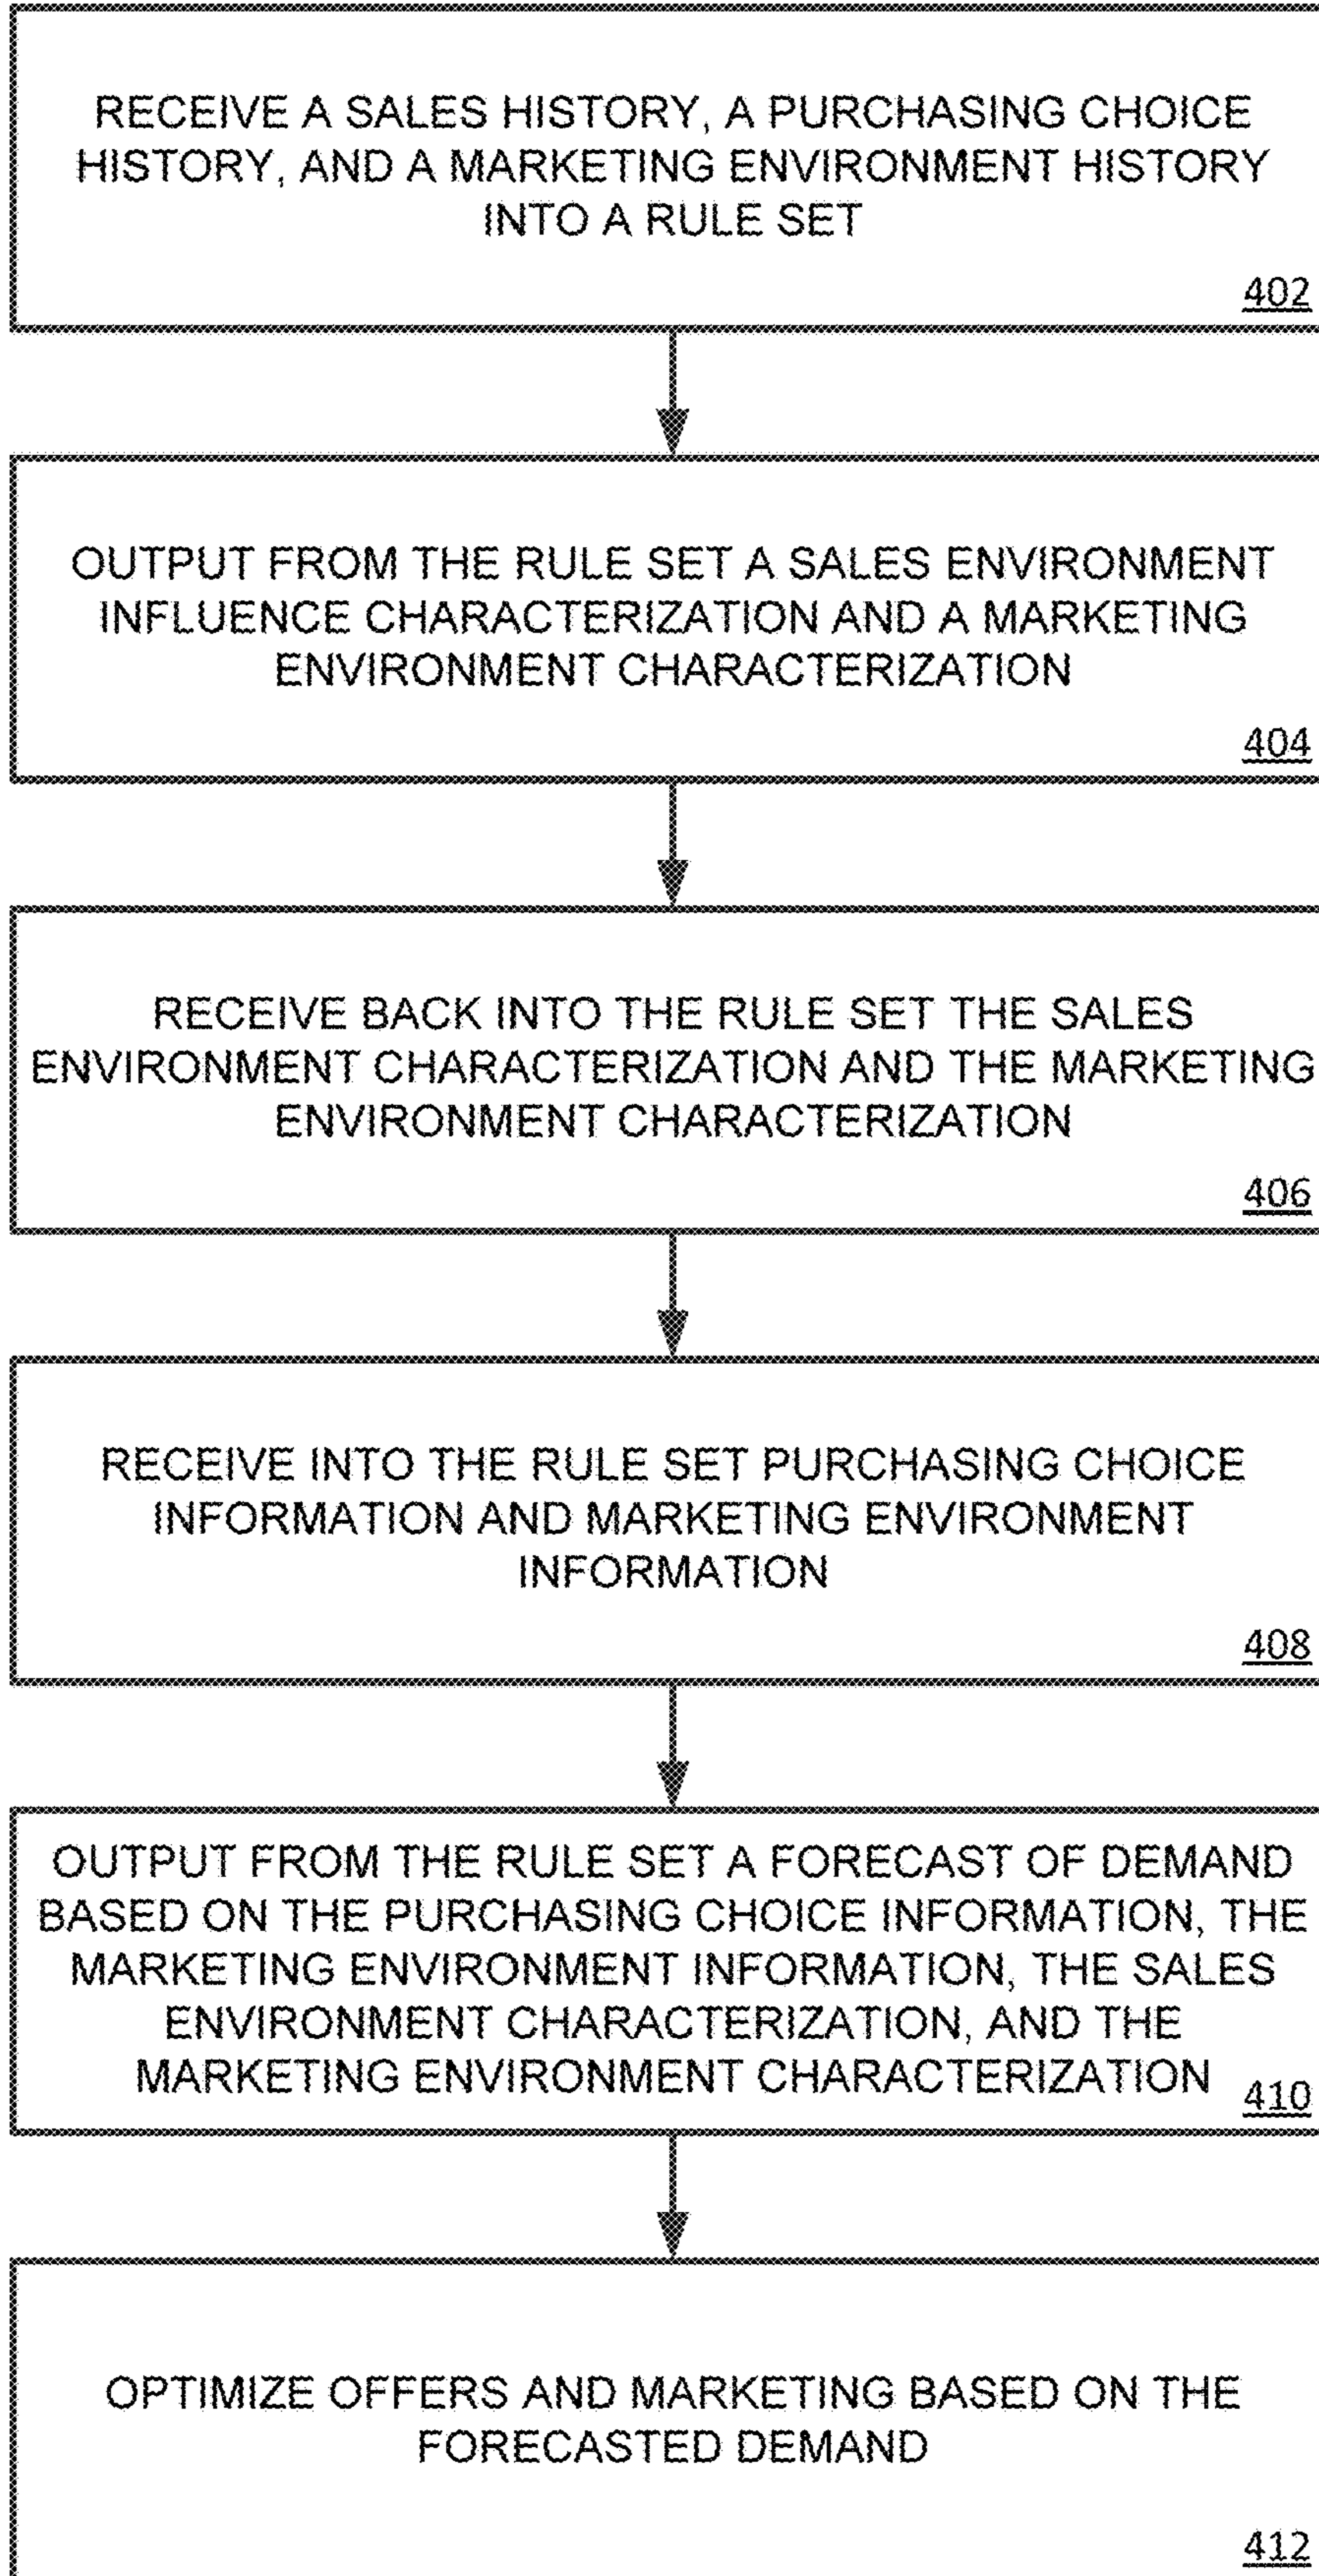 RECEIVE A SALES HISTORY, A PURCHASING CHOICE
HISTORY, AND A MARKETING ENVIRONMENT HISTORY
INTO A RULE SET
402
OUTPUT FROM THE RULE SET A SALES ENVIRONMENT
INFLUENCE CHARACTERIZATION AND A MARKETING
ENVIRONMENT CHARACTERIZATION
404
RECEIVE BACK INTO THE RULE SET THE SALES
ENVIRONMENT CHARACTERIZATION AND THE MARKETING
ENVIRONMENT CHARACTERIZATION
406
RECEIVE INTO THE RULE SET PURCHASING CHOICE
INFORMATION AND MARKETING ENVIRONMENT
INFORMATION
408
OUTPUT FROM THE RULE SET A FORECAST OF DEMAND
BASED ON THE PURCHASING CHOICE INFORMATION, THE
MARKETING ENVIRONMENT INFORMATION, THE SALES
ENVIRONMENT CHARACTERIZATION, AND THE
MARKETING ENVIRONMENT CHARACTERIZATION
410
OPTIMIZE OFFERS AND MARKETING BASED ON THE
FORECASTED DEMAND
412